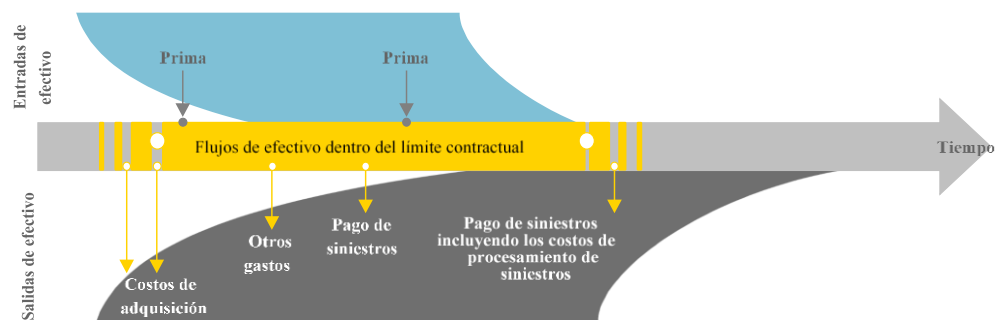 Entradas de
efectivo
Prima
Prima
Flujos de efectivo dentro del límite contractual
Tiempo
Salidas de efectivo
Costos de
adquisición
Otros
gastos
Pago de
siniestros
Pago de siniestros
incluyendo los costos de
procesamiento de
siniestros